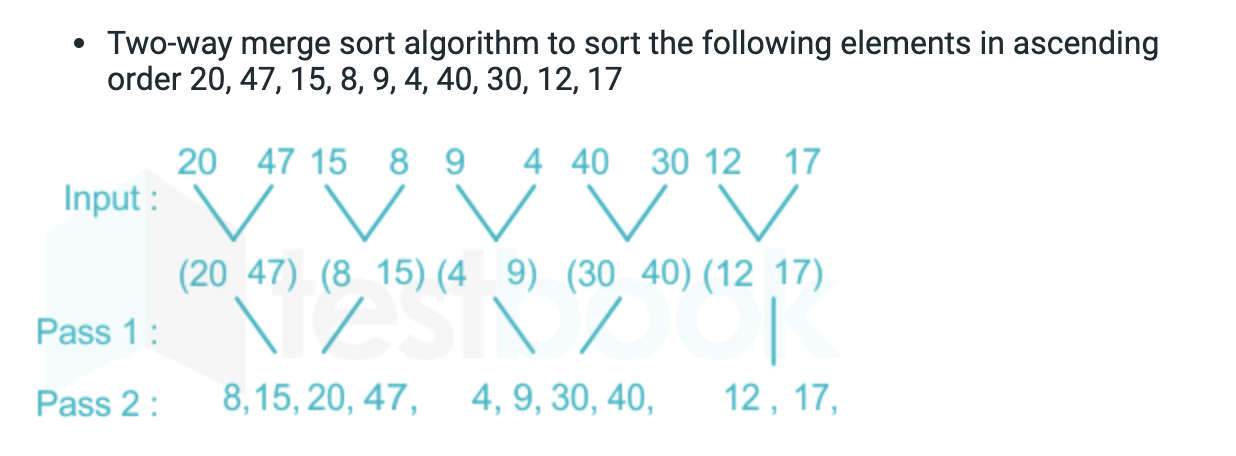 • Two-way merge sort algorithm to sort the following elements in ascending
order 20, 47, 15, 8, 9, 4, 40, 30, 12, 17
20 47 15 8 9 4 40 30 12 17
Input :
(20 47) (8 15) (4 9) (30 40) (12 17)
Pass 1 :
Pass 2 : 8, 15, 20, 47, 4, 9, 30, 40, 12 , 17,
testbook